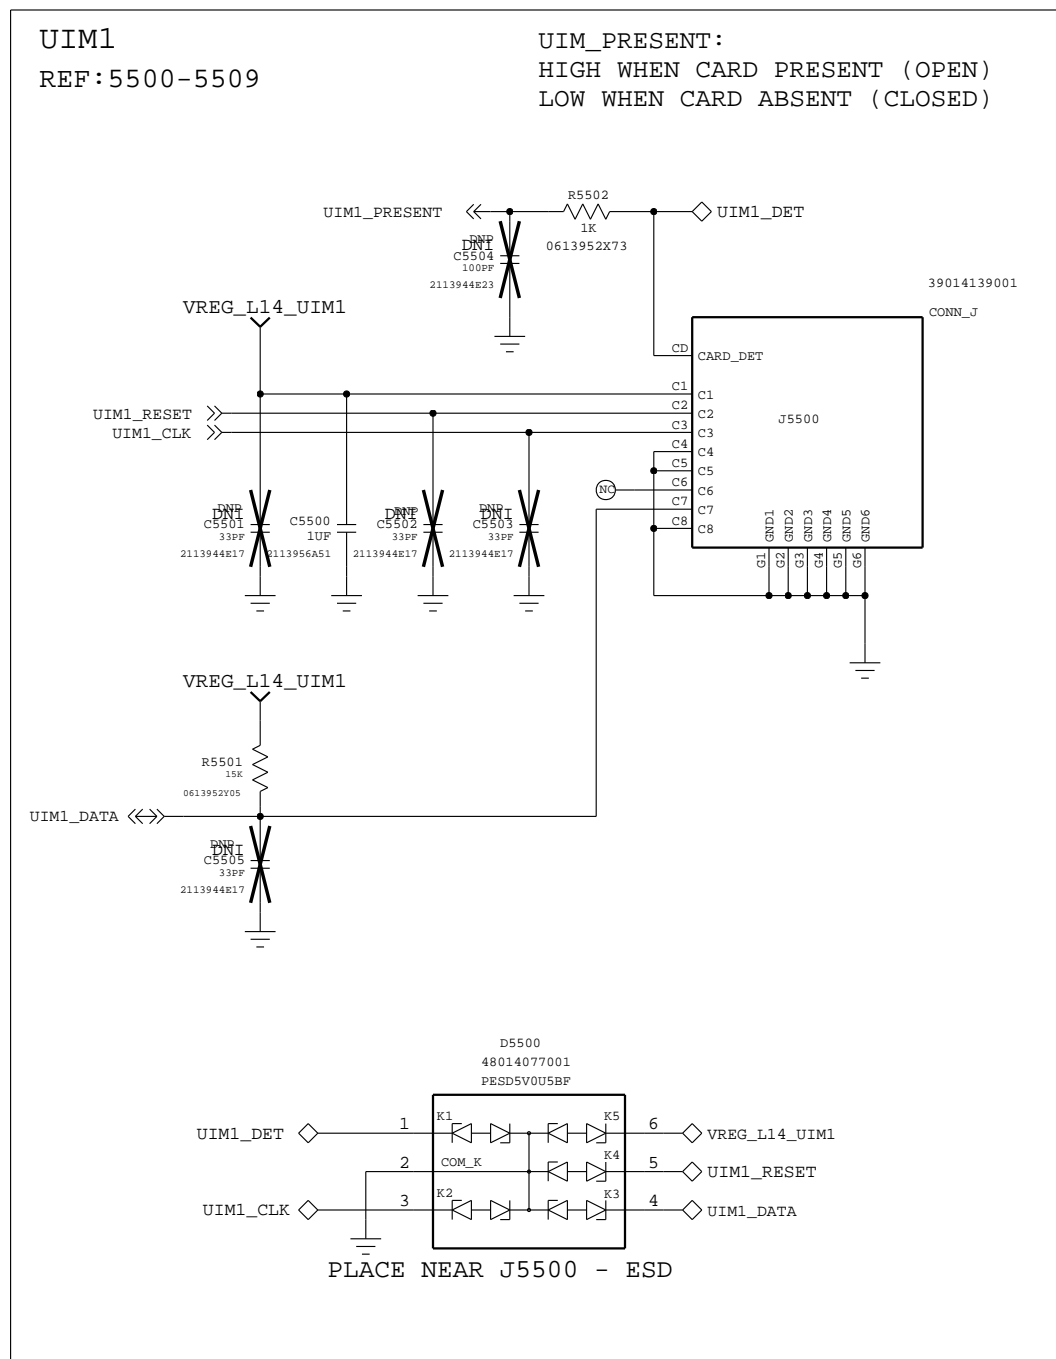 UIM1
REF:5500-5509
UIM_PRESENT:
HIGH WHEN CARD PRESENT (OPEN)
LOW WHEN CARD ABSENT (CLOSED)
R5502
UIM1_PRESENT
UIM1_DET
1K
0613952X73
DNP
DNI
C5504
100PF
2113944E23
39014139001
CONN_J
VREG_L14_UIM1
CD
CARD_DET
C1
C1
UIM1_RESET
C2
C2
UIM1_CLK
C3
C3
J5500
C4
C4
C5
C5
NC
C6
C6
C7
C7
C8
C8
GND1
GND2
GND3
GND4
GND5
GND6
G1
G2
G3
G4
G5
G6
DNP
DNI
C5501
33PF
2113944E17
C5500
1UF
2113956A51
DNP
DNI
C5502
33PF
2113944E17
DNP
DNI
C5503
33PF
2113944E17
VREG_L14_UIM1
R5501
15K
0613952Y05
UIM1_DATA
DNP
DNI
C5505
33PF
2113944E17
D5500
48014077001
PESD5V0U5BF
UIM1_DET
1
K1
K5
6
VREG_L14_UIM1
2
COM_K
K4
5
UIM1_RESET
UIM1_CLK
3
K2
K3
4
UIM1_DATA
PLACE NEAR J5500 - ESD